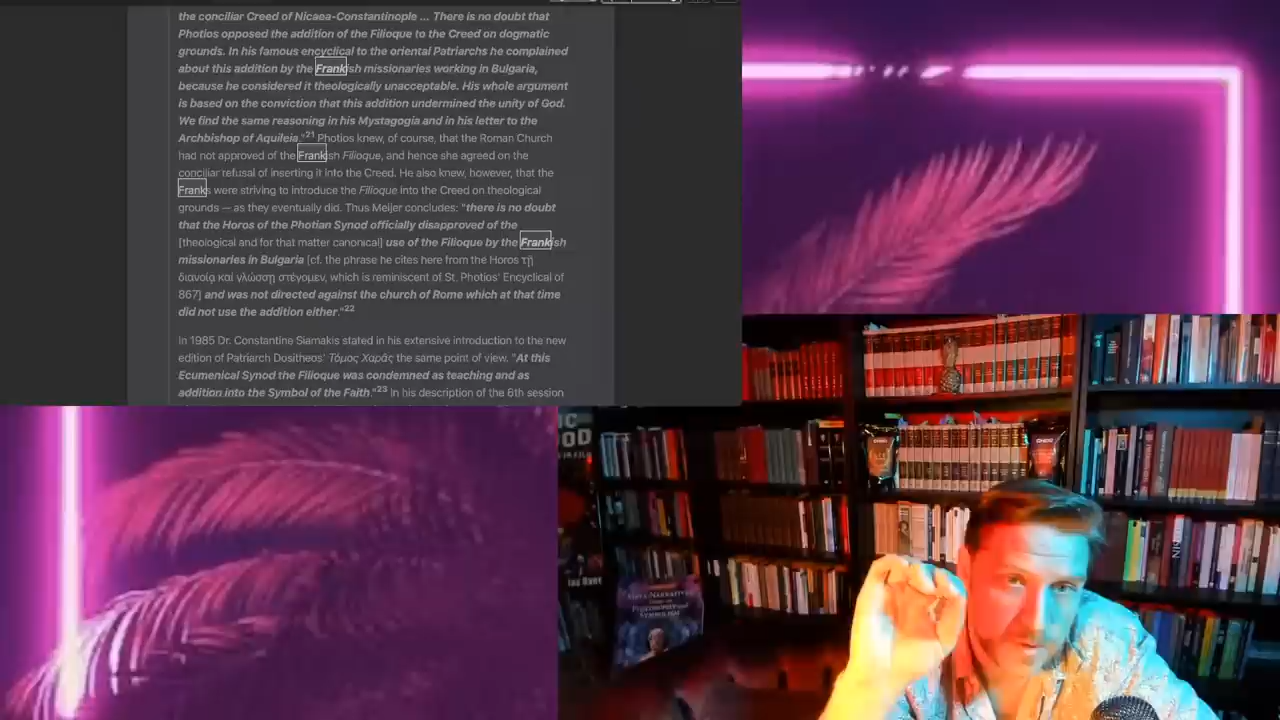 the conciliar Creed of Nicaea-Constantinople ... There is no doubt that
Photios opposed the addition of the Filioque to the Creed on dogmatic
grounds. In his famous encyclical to the oriental Patriarchs he complained
about this addition by the Frankish missionaries working in Bulgaria,
because he considered it theologically unacceptable. His whole argument
is based on the conviction that this addition undermined the unity of God.
We find the same reasoning in his Mystagogia and in his letter to the
Archbishop of Aquileia."21 Photios knew, of course, that the Roman Church
had not approved of the Frankish Filioque, and hence she agreed on the
conciliar refusal of inserting it into the Creed. He also knew, however, that the
Franks were striving to introduce the Filioque into the Creed on theological
grounds — as they eventually did. Thus Meijer concludes: "there is no doubt
that the Horos of the Photian Synod officially disapproved of the
[theological and for that matter canonical] use of the Filioque by the Frankish
missionaries in Bulgaria [cf. the phrase he cites here from the Horos τῇ
διανοίᾳ καί γλώσσῃ στέγομεν, which is reminiscent of St. Photios' Encyclical of
867] and was not directed against the church of Rome which at that time
did not use the addition either."22
In 1985 Dr. Constantine Siamakis stated in his extensive introduction to the new
edition of Patriarch Dositheos' Τόμος Χαρᾶς the same point of view. "At this
Ecumenical Synod the Filioque was condemned as teaching and as
addition into the Symbol of the Faith."23 In his description of the 6th session